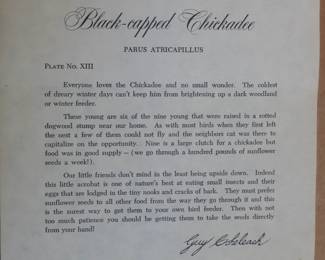 Black-capped Chickadee
PARUS ATRICAPILLUS
PLATE NO. XIII
Everyone loves the Chickadee and no small wonder. The coldest
of dreary winter days can't keep him from brightening up a dark woodland
or winter feeder.
These young are six of the nine young that were raised in a rotted
dogwood stump near our home. As with most birds when they first left
the nest a few of them could not fly and the neighbors cat was there to
capitalize on the opportunity.. Nine is a large clutch for a chickadee but
food was in good supply — (we go through a hundred pounds of sunflower
seeds a week!).
Our little friends don't mind in the least being upside down. Indeed
this little acrobat is one of nature's best at eating small insects and their
eggs that are lodged in the tiny nooks and cracks of bark. They must prefer
sunflower seeds to all other food from the way they go through it and this
is the surest way to get them to your own bird feeder. Then with not
too much patience you should be getting them to take the seeds directly
from your hand!
Guy Coheleach